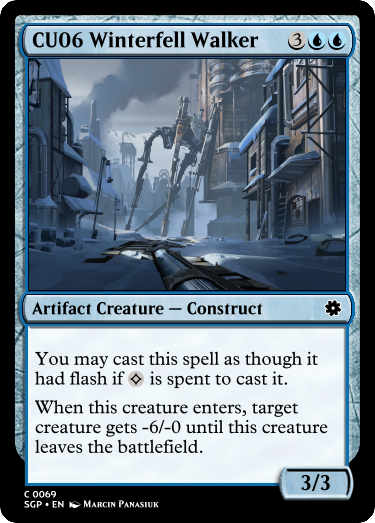 CU06 Winterfell Walker 3
Artifact Creature — Construct
You may cast this spell as though it
had flash if is spent to cast it.
When this creature enters, target
creature gets -6/-0 until this creature
leaves the battlefield.
3/3
C 0069
SGP • EN Marcin Panasiuk